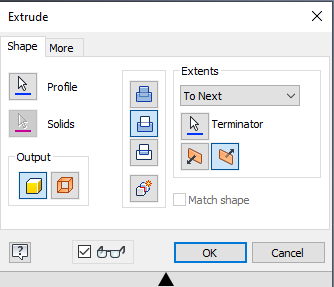 Extrude
Shape
More
Profile
Solids
Output
Extents
To Next
Terminator
Match shape
?
OK
Cancel